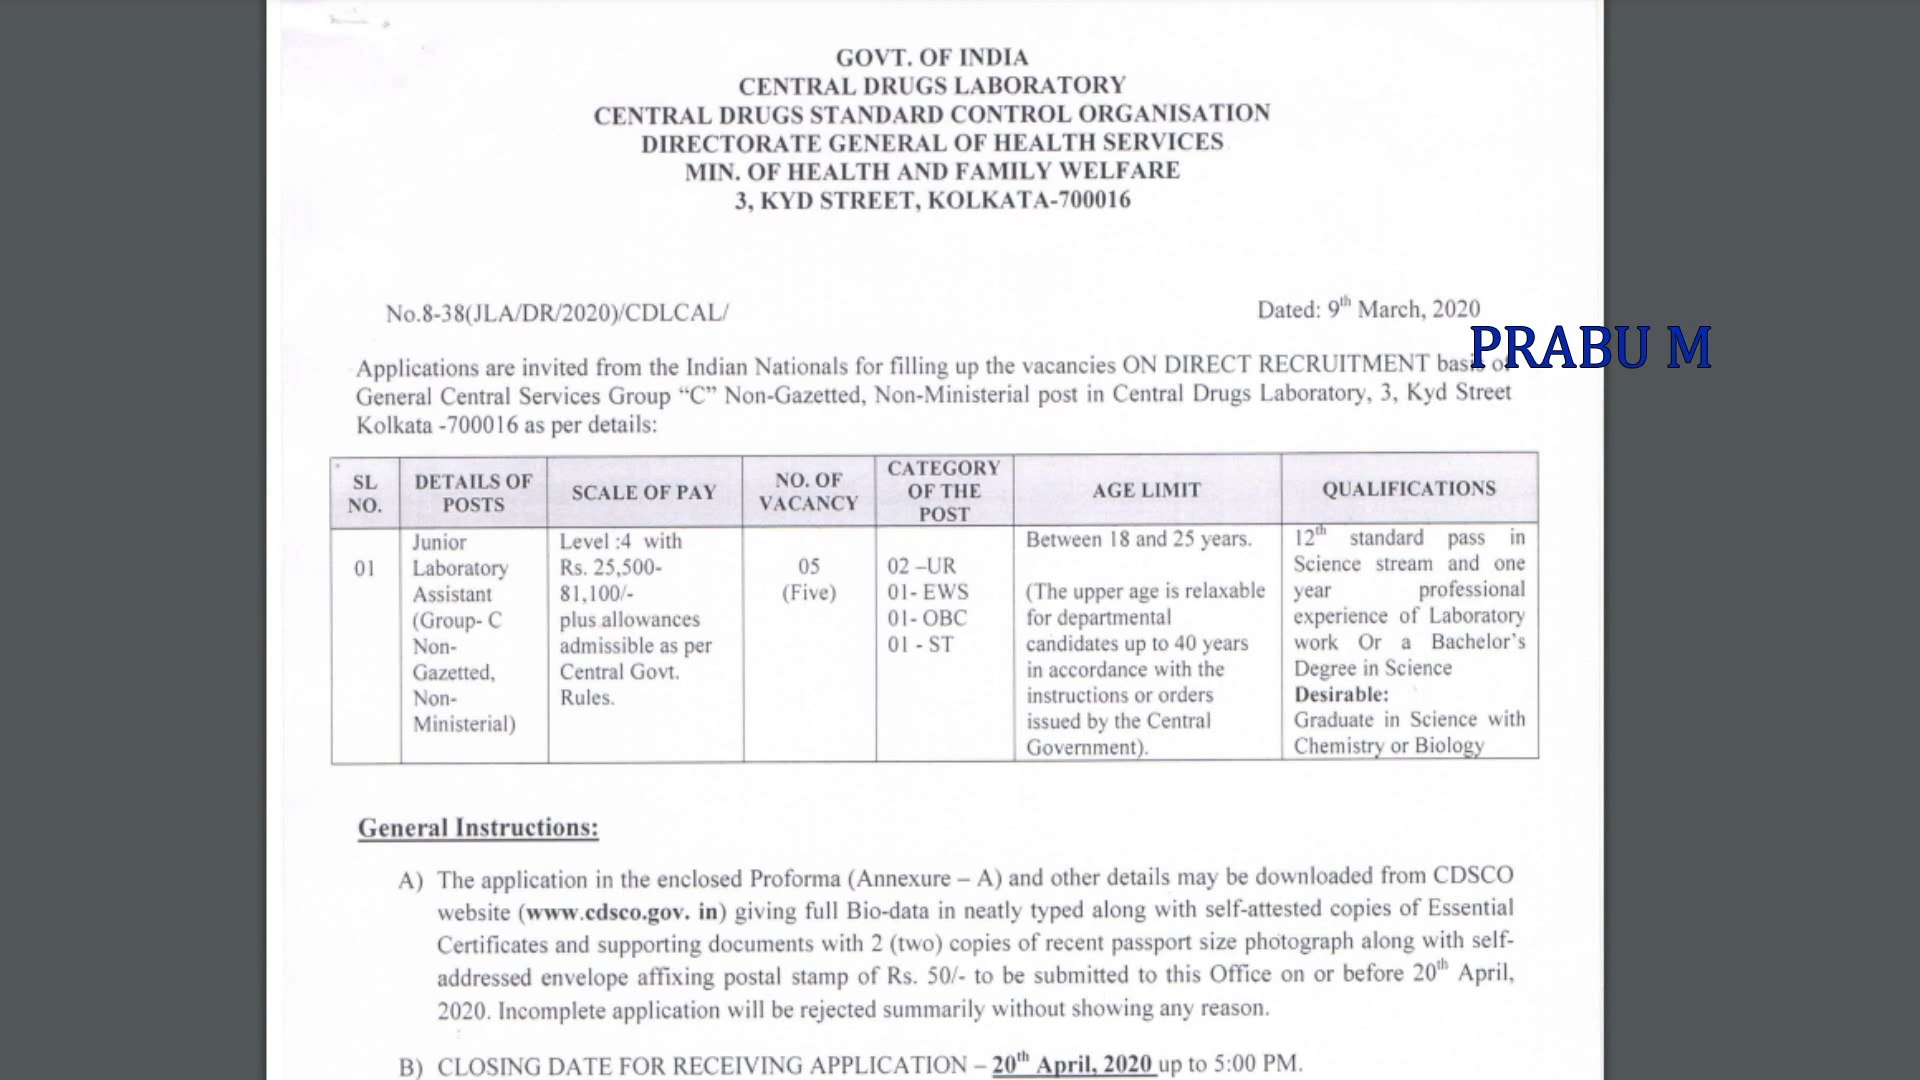 GOVT. OF INDIA
CENTRAL DRUGS LABORATORY
CENTRAL DRUGS STANDARD CONTROL ORGANISATION
DIRECTORATE GENERAL OF HEALTH SERVICES
MIN. OF HEALTH AND FAMILY WELFARE
3, KYD STREET, KOLKATA-700016
No.8-38(JLA/DR/2020)/CDLCAL/ Dated: 9th March, 2020
PRABU M
Applications are invited from the Indian Nationals for filling up the vacancies ON DIRECT RECRUITMENT basis of
General Central Services Group “C” Non-Gazetted, Non-Ministerial post in Central Drugs Laboratory, 3, Kyd Street
Kolkata -700016 as per details:
SL
NO.
DETAILS OF
POSTS
SCALE OF PAY
NO. OF
VACANCY
CATEGORY
OF THE
POST
AGE LIMIT
QUALIFICATIONS
01
Junior
Laboratory
Assistant
(Group- C
Non-
Gazetted,
Non-
Ministerial)
Level :4 with
Rs. 25,500-
81,100/-
plus allowances
admissible as per
Central Govt.
Rules.
05
(Five)
02 –UR
01- EWS
01- OBC
01 - ST
Between 18 and 25 years.
(The upper age is relaxable
for departmental
candidates up to 40 years
in accordance with the
instructions or orders
issued by the Central
Government).
12th standard pass in
Science stream and one
year professional
experience of Laboratory
work Or a Bachelor’s
Degree in Science
Desirable:
Graduate in Science with
Chemistry or Biology
General Instructions:
A) The application in the enclosed Proforma (Annexure – A) and other details may be downloaded from CDSCO
website (www.cdsco.gov. in) giving full Bio-data in neatly typed along with self-attested copies of Essential
Certificates and supporting documents with 2 (two) copies of recent passport size photograph along with self-
addressed envelope affixing postal stamp of Rs. 50/- to be submitted to this Office on or before 20th April,
2020. Incomplete application will be rejected summarily without showing any reason.
B) CLOSING DATE FOR RECEIVING APPLICATION – 20th April, 2020 up to 5:00 PM.